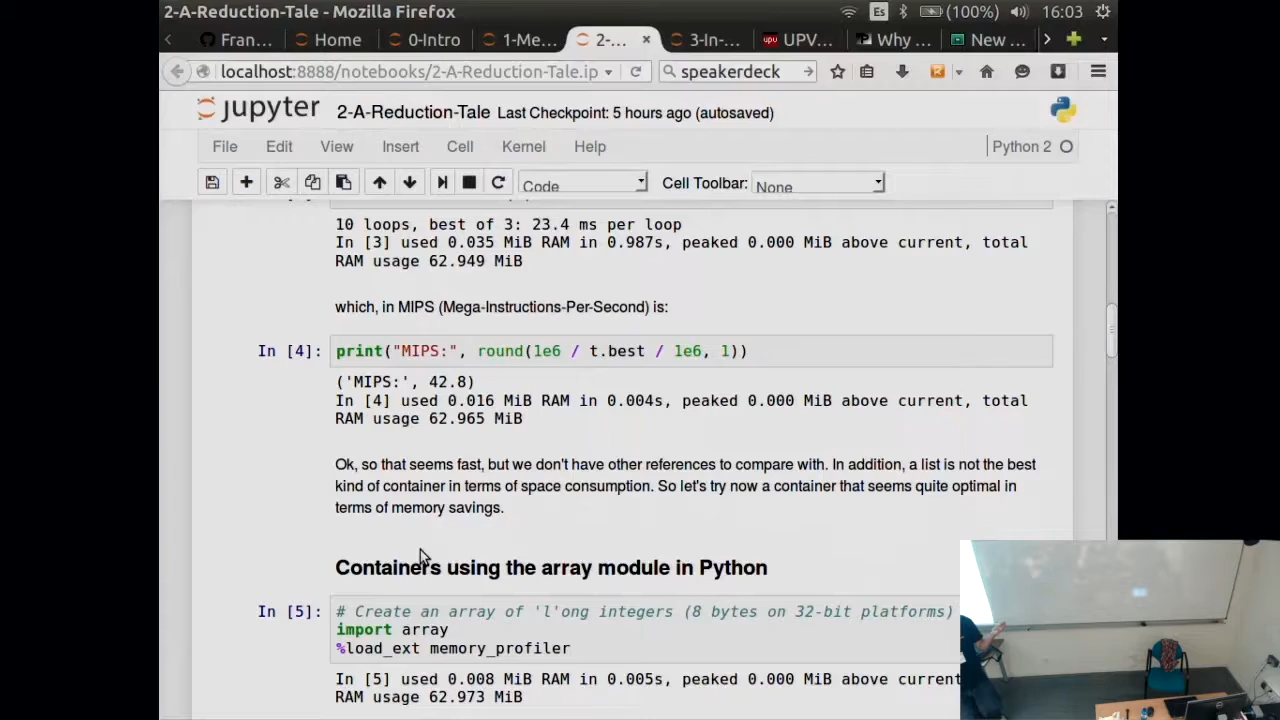 2-A-Reduction-Tale - Mozilla Firefox
Es (100%) 16:03
Fran... Home 0-Intro 1-Me... 2-... × 3-In-... upu UPV... Why ... New ...
localhost:8888/notebooks/2-A-Reduction-Tale.ip speakerdeck
jupyter 2-A-Reduction-Tale Last Checkpoint: 5 hours ago (autosaved)
File Edit View Insert Cell Kernel Help Python 2
Code Cell Toolbar: None
10 loops, best of 3: 23.4 ms per loop
In [3] used 0.035 MiB RAM in 0.987s, peaked 0.000 MiB above current, total
RAM usage 62.949 MiB
which, in MIPS (Mega-Instructions-Per-Second) is:
In [4]: print("MIPS:", round(1e6 / t.best / 1e6, 1))
('MIPS:', 42.8)
In [4] used 0.016 MiB RAM in 0.004s, peaked 0.000 MiB above current, total
RAM usage 62.965 MiB
Ok, so that seems fast, but we don't have other references to compare with. In addition, a list is not the best
kind of container in terms of space consumption. So let's try now a container that seems quite optimal in
terms of memory savings.
Containers using the array module in Python
In [5]: # Create an array of 'l'ong integers (8 bytes on 32-bit platforms)
import array
%load_ext memory_profiler
In [5] used 0.008 MiB RAM in 0.005s, peaked 0.000 MiB above current
RAM usage 62.973 MiB